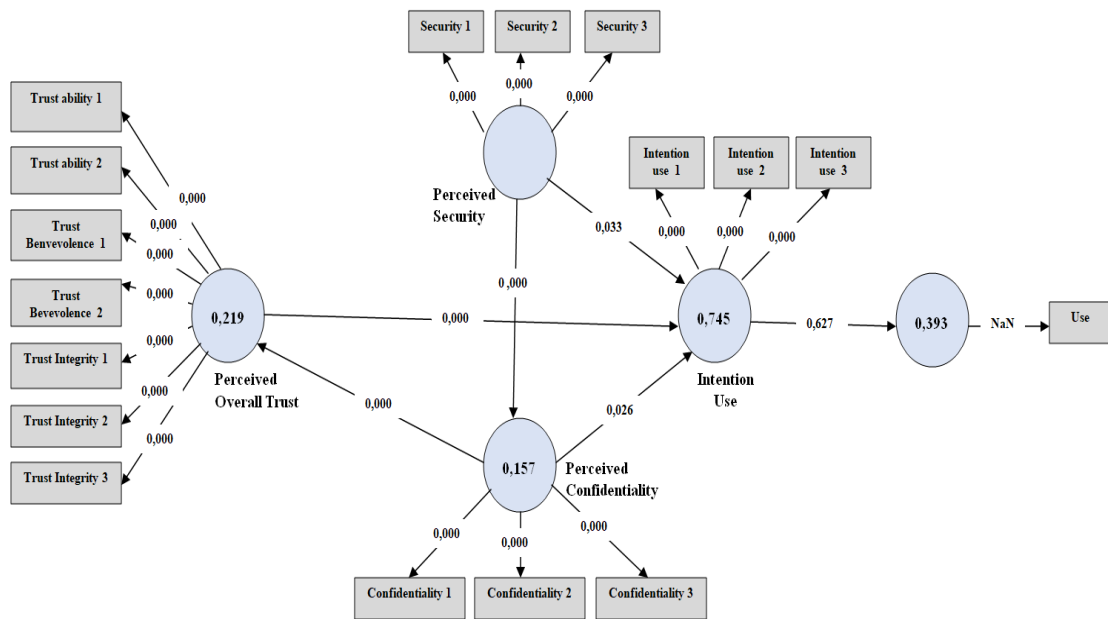 Security 1
Security 2
Security 3
0,000
0,000
0,000
Trust ability 1
Trust ability 2
Trust
Benvevolence 1
Trust
Bevevolence 2
Trust Integrity 1
Trust Integrity 2
Trust Integrity 3
0,000
0,000
0,000
0,000
0,000
0,000
0,000
0,219
Perceived
Overall Trust
Perceived
Security
Intention
use 1
Intention
use 2
Intention
use 3
0,000
0,000
0,000
0,033
0,000
0,000
0,745
Intention
Use
0,627
0,393
NaN
Use
0,000
0,026
0,157
Perceived
Confidentiality
0,000
0,000
0,000
Confidentiality 1
Confidentiality 2
Confidentiality 3